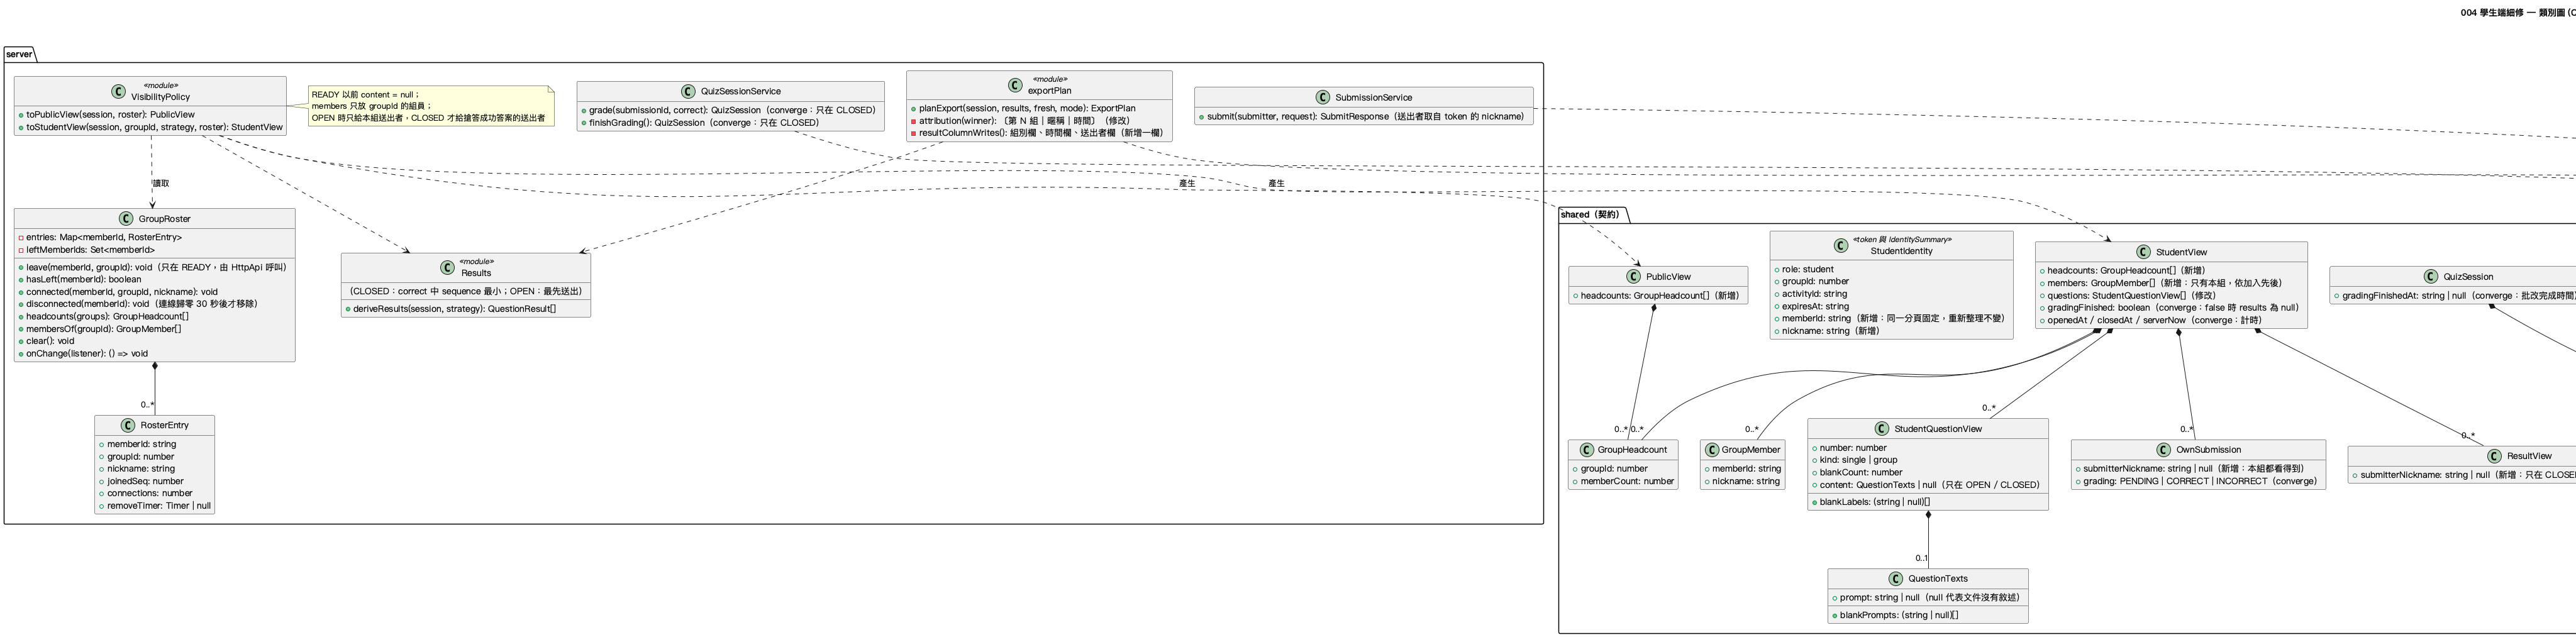 004 學生端細修 — 類別圖 (C
server
«module»
VisibilityPolicy
toPublicView(session, roster): PublicView
toStudentView(session, groupId, strategy, roster): StudentView
READY 以前 content = null；
members 只放 groupId 的組員；
OPEN 時只給本組送出者，CLOSED 才給搶答成功答案的送出者
QuizSessionService
grade(submissionId, correct): QuizSession（converge：只在 CLOSED）
finishGrading(): QuizSession（converge：只在 CLOSED）
«module»
exportPlan
planExport(session, results, fresh, mode): ExportPlan
attribution(winner): 〔第 N 組｜暱稱｜時間〕（修改）
resultColumnWrites(): 組別欄、時間欄、送出者欄（新增一欄）
SubmissionService
submit(submitter, request): SubmitResponse（送出者取自 token 的 nickname）
讀取
產生
產生
GroupRoster
entries: Map<memberId, RosterEntry>
leftMemberIds: Set<memberId>
leave(memberId, groupId): void（只在 READY，由 HttpApi 呼叫）
hasLeft(memberId): boolean
connected(memberId, groupId, nickname): void
disconnected(memberId): void（連線歸零 30 秒後才移除）
headcounts(groups): GroupHeadcount[]
membersOf(groupId): GroupMember[]
clear(): void
onChange(listener): () => void
«module»
Results
（CLOSED：correct 中 sequence 最小；OPEN：最先送出）
deriveResults(session, strategy): QuestionResult[]
0..*
RosterEntry
memberId: string
groupId: number
nickname: string
joinedSeq: number
connections: number
removeTimer: Timer | null
shared（契約）
PublicView
headcounts: GroupHeadcount[]（新增）
«token 與 IdentitySummary»
StudentIdentity
role: student
groupId: number
activityId: string
expiresAt: string
memberId: string（新增：同一分頁固定，重新整理不變）
nickname: string（新增）
StudentView
headcounts: GroupHeadcount[]（新增）
members: GroupMember[]（新增：只有本組，依加入先後）
questions: StudentQuestionView[]（修改）
gradingFinished: boolean（converge：false 時 results 為 null）
openedAt / closedAt / serverNow（converge：計時）
QuizSession
gradingFinishedAt: string | null（converge：批改完成時間
0..*
0..*
0..*
0..*
0..*
0..*
GroupHeadcount
groupId: number
memberCount: number
GroupMember
memberId: string
nickname: string
StudentQuestionView
number: number
kind: single | group
blankCount: number
content: QuestionTexts | null（只在 OPEN / CLOSED）
blankLabels: (string | null)[]
OwnSubmission
submitterNickname: string | null（新增：本組都看得到）
grading: PENDING | CORRECT | INCORRECT（converge）
ResultView
submitterNickname: string | null（新增：只在 CLOSE
0..1
QuestionTexts
prompt: string | null（null 代表文件沒有敘述）
blankPrompts: (string | null)[]